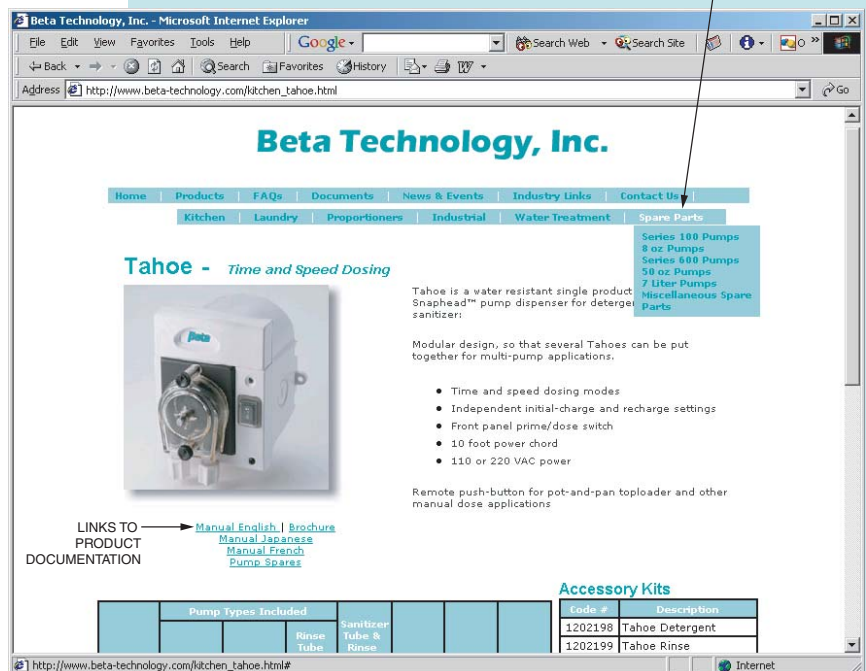 Beta Technology, Inc. - Microsoft Internet Explorer
File Edit View Favorites Tools Help Google Search Web Search Site
Back Search Favorites History
Address http://www.beta-technology.com/kitchen_tahoe.html Go
Beta Technology, Inc.
Home | Products | FAQs | Documents | News & Events | Industry Links | Contact Us |
Kitchen | Laundry | Proportioners | Industrial | Water Treatment | Spare Parts
Series 100 Pumps
8 oz Pumps
Series 600 Pumps
50 oz Pumps
7 Liter Pumps
Miscellaneous Spare
Parts
Tahoe - Time and Speed Dosing
Beta
Tahoe is a water resistant single product
Snaphead™ pump dispenser for deterge
sanitizer:
Modular design, so that several Tahoes can be put
together for multi-pump applications.
• Time and speed dosing modes
• Independent initial-charge and recharge settings
• Front panel prime/dose switch
• 10 foot power chord
• 110 or 220 VAC power
Remote push-button for pot-and-pan toploader and other
manual dose applications
LINKS TO
PRODUCT
DOCUMENTATION
Manual English | Brochure
Manual Japanese
Manual French
Pump Spares
Pump Types Included
Rinse
Tube
Sanitizer
Tube &
Rinse
Accessory Kits
Code # Description
1202198 Tahoe Detergent
1202199 Tahoe Rinse
http://www.beta-technology.com/kitchen_tahoe.html# Internet